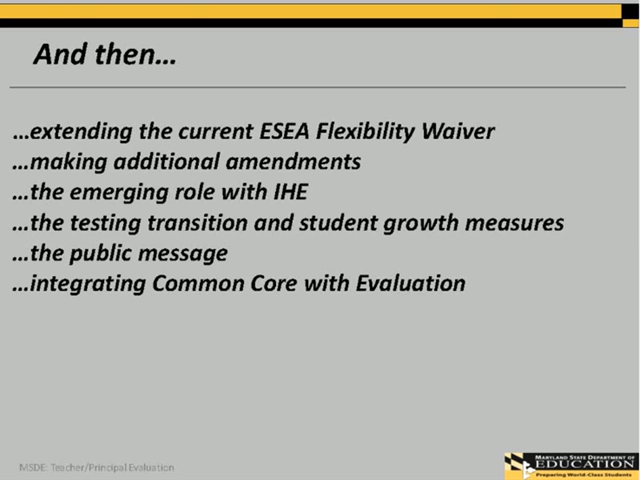 And then…
…extending the current ESEA Flexibility Waiver
…making additional amendments
…the emerging role with IHE
…the testing transition and student growth measures
…the public message
…integrating Common Core with Evaluation
MSDE: Teacher/Principal Evaluation
MARYLAND STATE DEPARTMENT OF
EDUCATION
Preparing World-Class Students